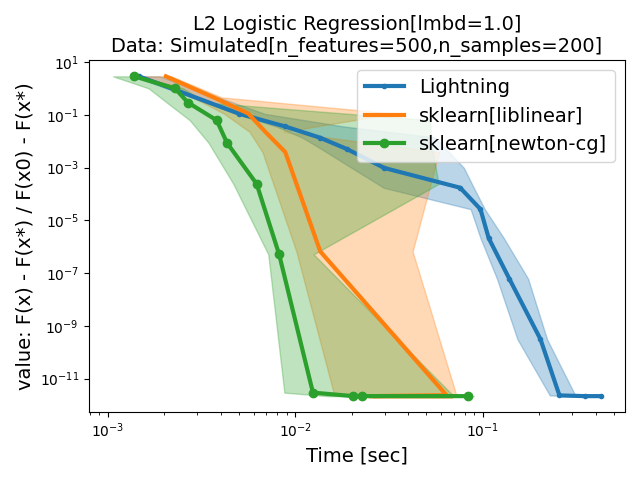 L2 Logistic Regression[lmbd=1.0]
Data: Simulated[n_features=500,n_samples=200]
Lightning
sklearn[liblinear]
sklearn[newton-cg]
value: F(x) - F(x*) / F(x0) - F(x*)
10¹
10⁻¹
10⁻³
10⁻⁵
10⁻⁷
10⁻⁹
10⁻¹¹
10⁻³ 10⁻² 10⁻¹
Time [sec]